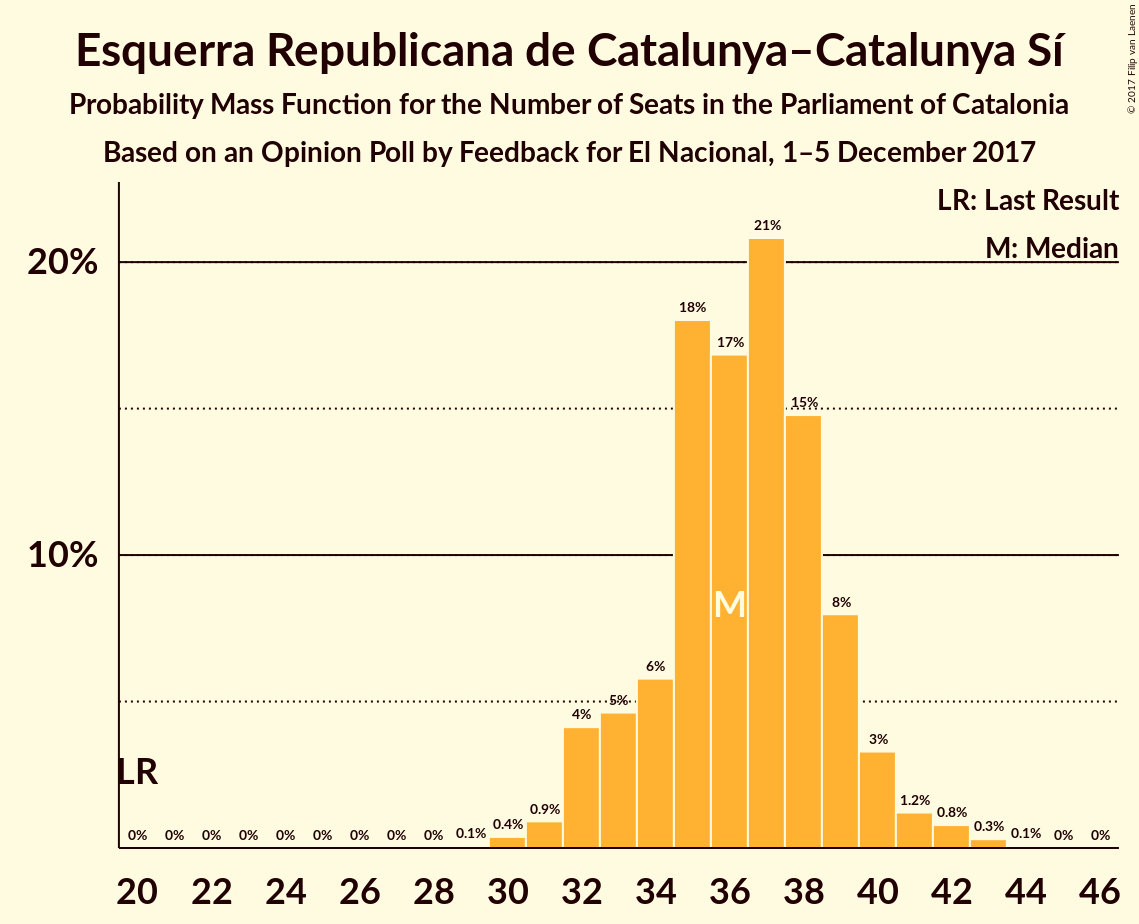 Esquerra Republicana de Catalunya–Catalunya Sí
Probability Mass Function for the Number of Seats in the Parliament of Catalonia
Based on an Opinion Poll by Feedback for El Nacional, 1–5 December 2017
© 2017 Filip van Laenen
LR: Last Result
M: Median
20%
10%
21%
18%
17%
15%
8%
6%
5%
4%
3%
1.2%
0.9%
0.8%
0.4%
0.3%
0.1%
0.1%
0% 0% 0% 0% 0% 0% 0% 0% 0% 0% 0%
M
LR
20 22 24 26 28 30 32 34 36 38 40 42 44 46